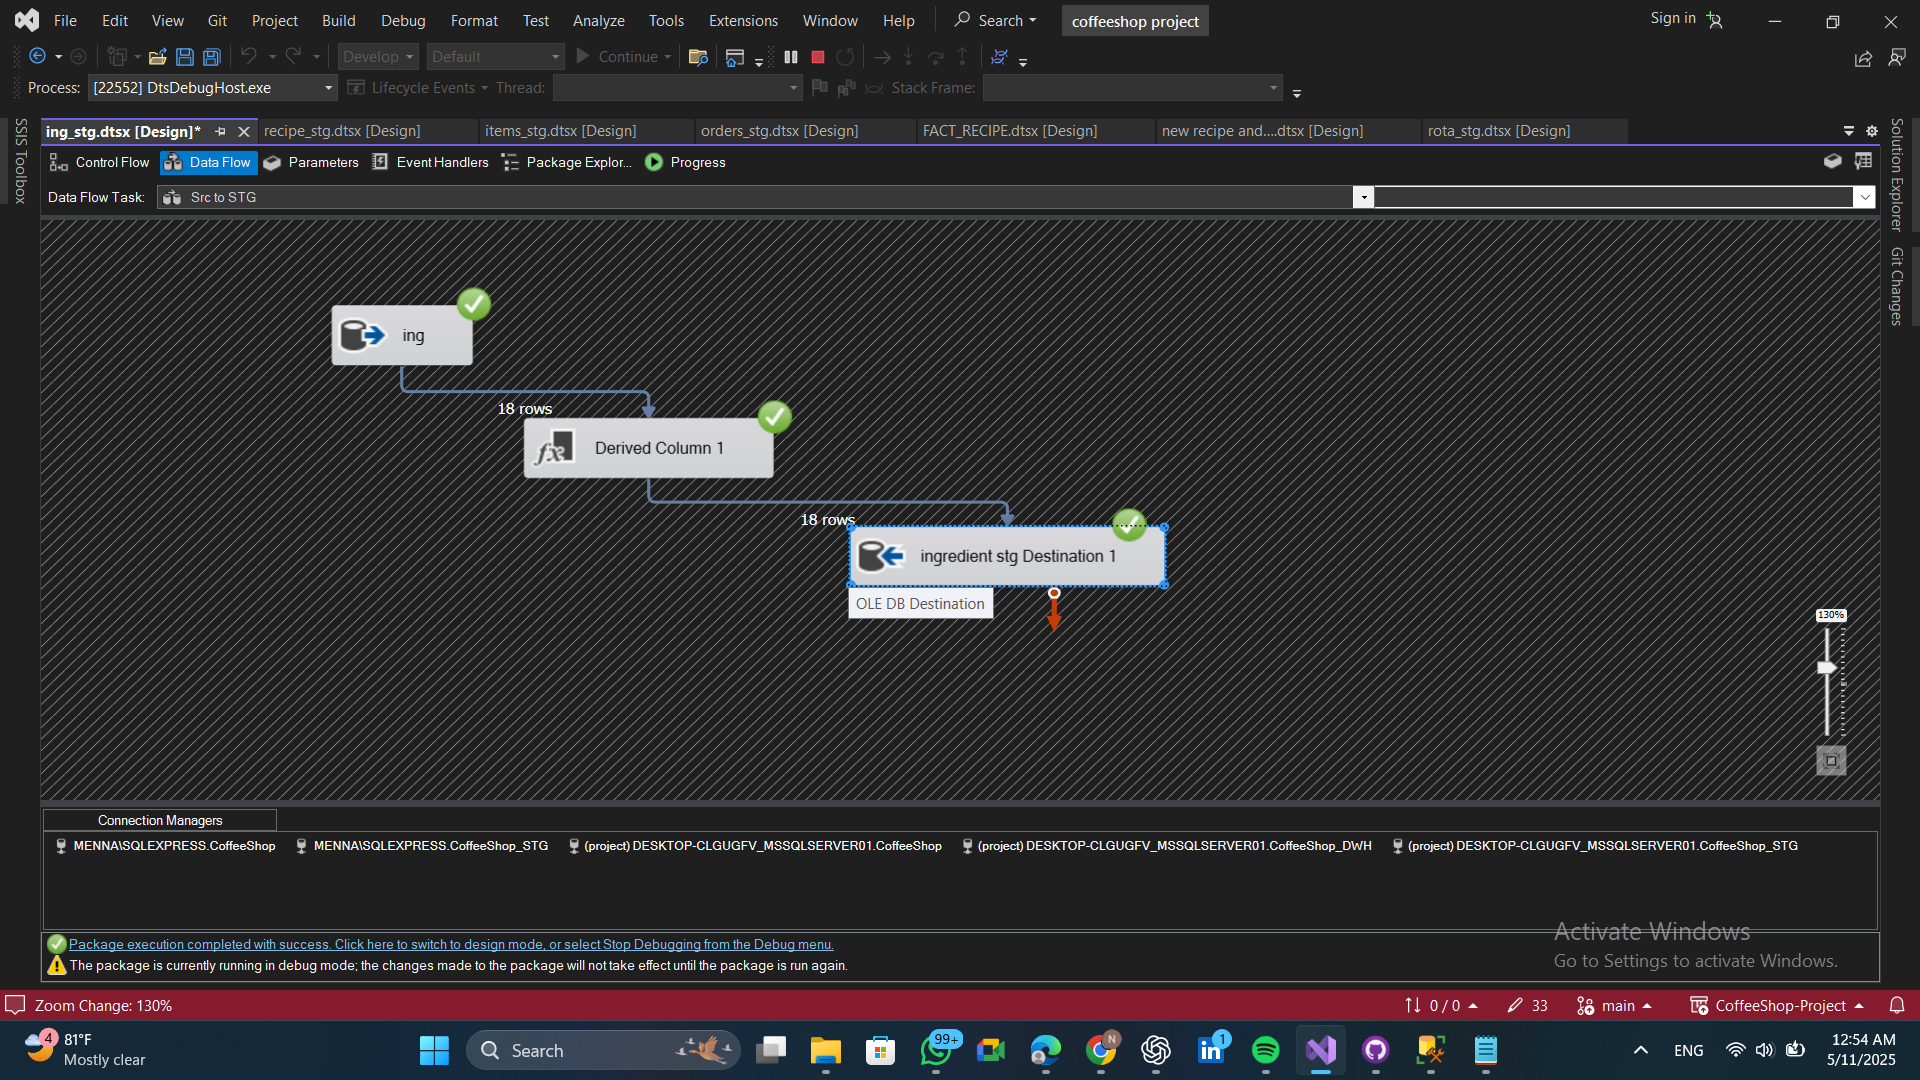 File Edit View Git Project Build Debug Format Test Analyze Tools Extensions Window Help Search coffeeshop project Sign in
Develop Default Continue
Process: [22552] DtsDebugHost.exe Lifecycle Events Thread: Stack Frame:
ing_stg.dtsx [Design]* recipe_stg.dtsx [Design] items_stg.dtsx [Design] orders_stg.dtsx [Design] FACT_RECIPE.dtsx [Design] new recipe and....dtsx [Design] rota_stg.dtsx [Design]
SSIS Toolbox
Solution Explorer
Git Changes
Control Flow Data Flow Parameters Event Handlers Package Explor... Progress
Data Flow Task: Src to STG
ing
18 rows
fx Derived Column 1
18 rows
ingredient stg Destination 1
OLE DB Destination
130%
Connection Managers
MENNA\SQLEXPRESS.CoffeeShop MENNA\SQLEXPRESS.CoffeeShop_STG (project) DESKTOP-CLGUGFV_MSSQLSERVER01.CoffeeShop (project) DESKTOP-CLGUGFV_MSSQLSERVER01.CoffeeShop_DWH (project) DESKTOP-CLGUGFV_MSSQLSERVER01.CoffeeShop_STG
Activate Windows
Go to Settings to activate Windows.
Package execution completed with success. Click here to switch to design mode, or select Stop Debugging from the Debug menu.
The package is currently running in debug mode; the changes made to the package will not take effect until the package is run again.
Zoom Change: 130% 0 / 0 33 main CoffeeShop-Project
4 81°F
Mostly clear
Search
99+
N
1
ENG
12:54 AM
5/11/2025